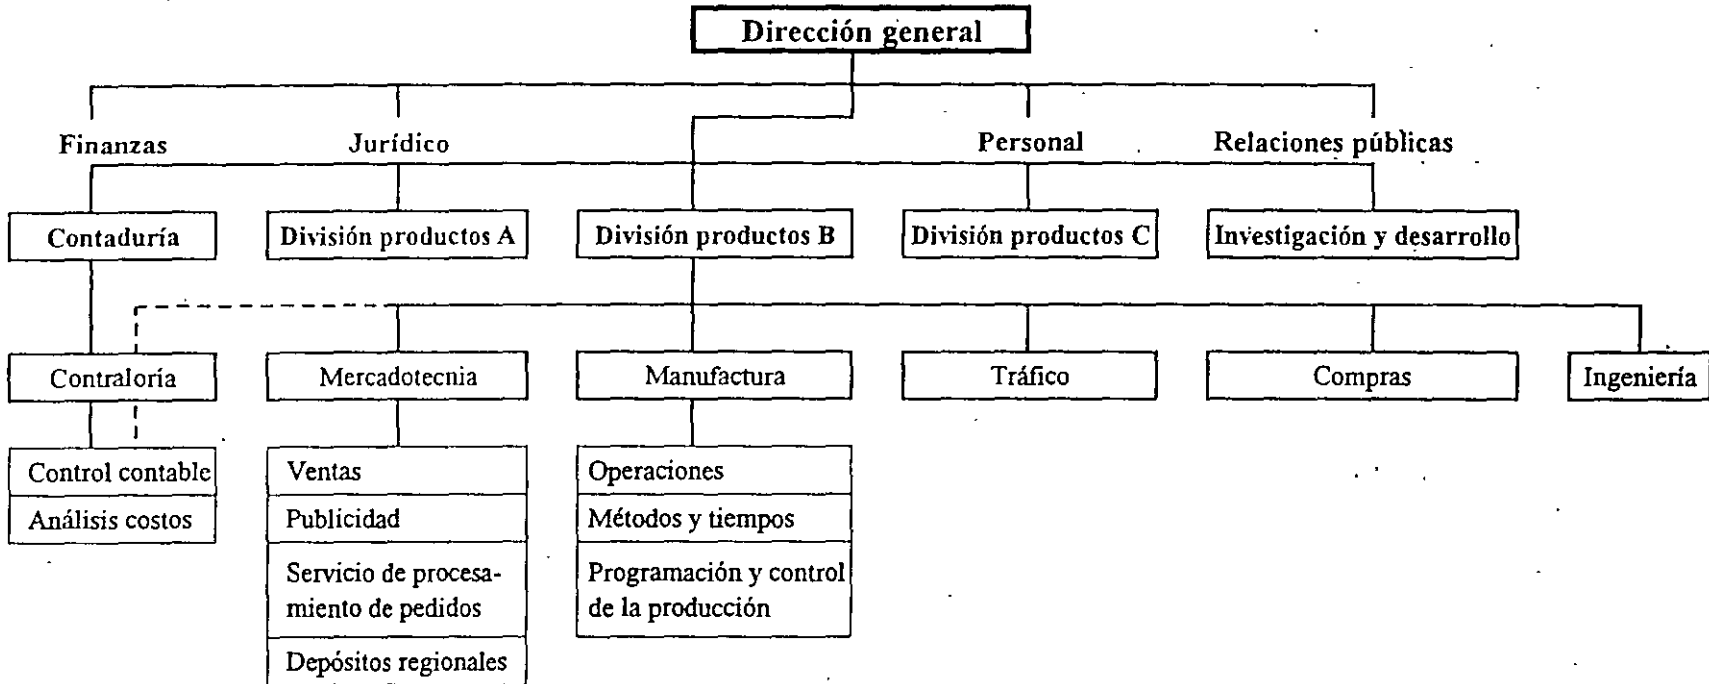 Dirección general
Finanzas
Jurídico
Personal
Relaciones públicas
Contaduría
División productos A
División productos B
División productos C
Investigación y desarrollo
Contraloría
Mercadotecnia
Manufactura
Tráfico
Compras
Ingeniería
Control contable
Análisis costos
Ventas
Publicidad
Servicio de procesa-
miento de pedidos
Depósitos regionales
Operaciones
Métodos y tiempos
Programación y control
de la producción